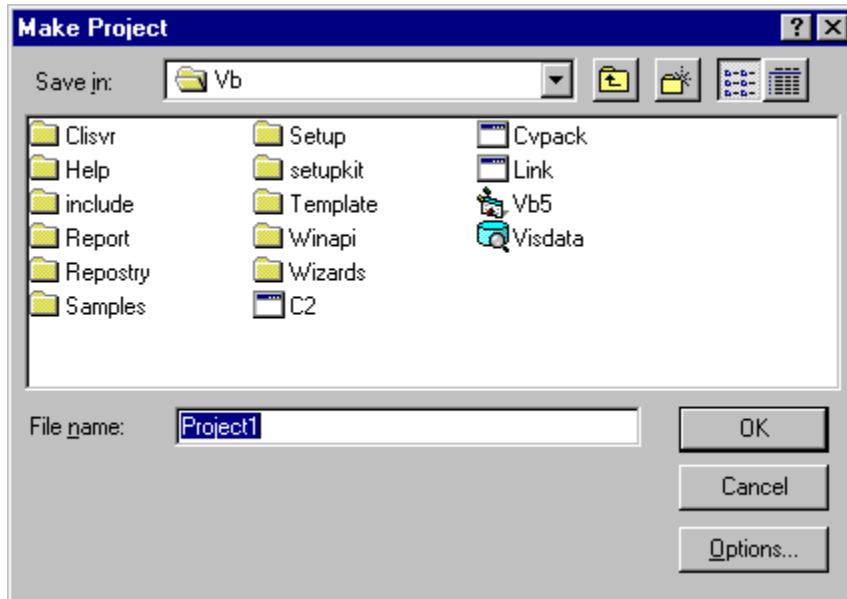 Make Project
Save in: Vb
Clisvr Setup Cvpack
Help setupkit Link
include Template Vb5
Report Winapi Visdata
Repostry Wizards
Samples C2
File name: Project1 OK
Cancel
Options...